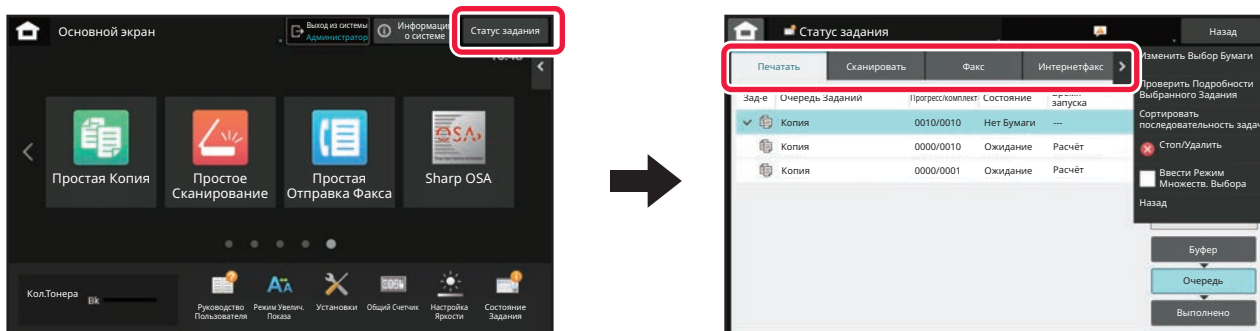 Основной экран
Выход из системы
Администратор
Информация
о системе
Статус задания
Простая Копия
Простое
Сканирование
Простая
Отправка Факса
OSA
Sharp OSA
Кол.Тонера
Bk
Руководство
Пользователя
Режим Увелич.
Показа
Установки
Общий Счетчик
Настройка
Яркости
Состояние
Задания
Статус задания
Назад
Печатать
Сканировать
Факс
Интернетфакс
Изменить Выбор Бумаги
Проверить Подробности
Выбранного Задания
Сортировать
последовательность задач
Стоп/Удалить
Ввести Режим
Множеств. Выбора
Назад
Зад-е Очередь Заданий Прогресс/комплект Состояние
запуска
Копия 0010/0010 Нет Бумаги ---
Копия 0000/0010 Ожидание Расчёт
Копия 0000/0001 Ожидание Расчёт
Буфер
Очередь
Выполнено